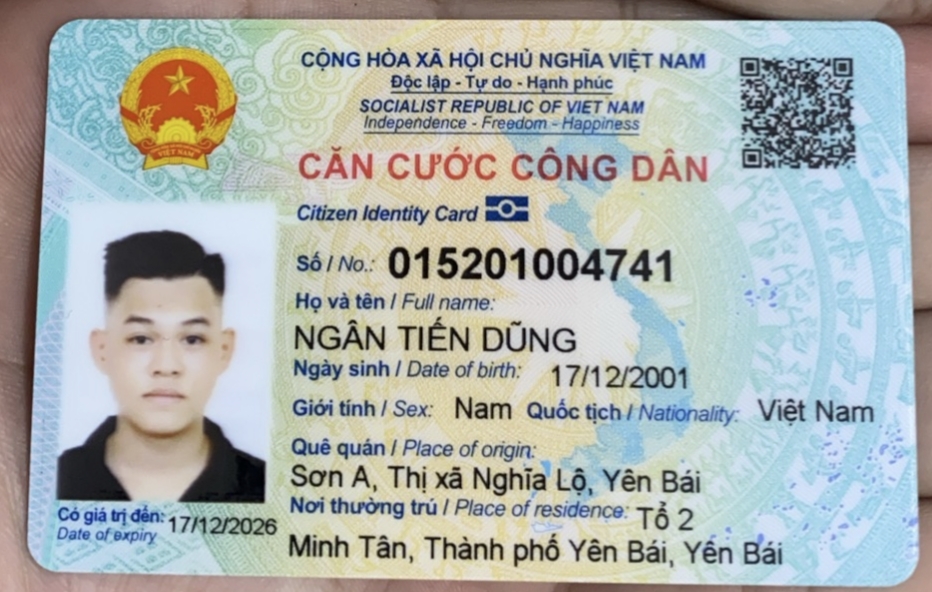 CỘNG HÒA XÃ HỘI CHỦ NGHĨA VIỆT NAM
Độc lập - Tự do - Hạnh phúc
SOCIALIST REPUBLIC OF VIET NAM
Independence - Freedom - Happiness
CĂN CƯỚC CÔNG DÂN
Citizen Identity Card
Số / No.: 015201004741
Họ và tên / Full name:
NGÂN TIẾN DŨNG
Ngày sinh / Date of birth: 17/12/2001
Giới tính / Sex: Nam Quốc tịch / Nationality: Việt Nam
Quê quán / Place of origin:
Sơn A, Thị xã Nghĩa Lộ, Yên Bái
Nơi thường trú / Place of residence: Tổ 2
Minh Tân, Thành phố Yên Bái, Yên Bái
Có giá trị đến: 17/12/2026
Date of expiry
VIỆT NAM